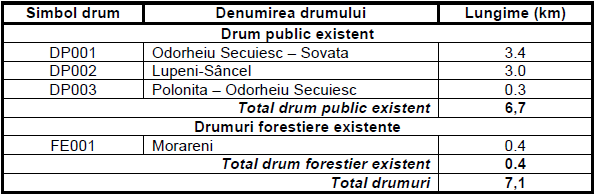 Simbol drum Denumirea drumului Lungime (km)
Drum public existent
DP001 Odorheiu Secuiesc – Sovata 3.4
DP002 Lupeni-Sâncel 3.0
DP003 Polonita – Odorheiu Secuiesc 0.3
Total drum public existent 6,7
Drumuri forestiere existente
FE001 Morareni 0.4
Total drum forestier existent 0.4
Total drumuri 7,1